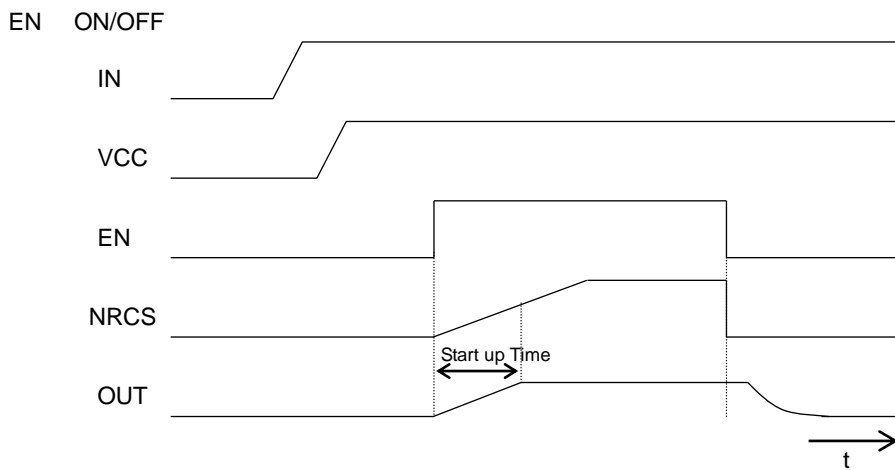 EN ON/OFF
IN
VCC
EN
NRCS
Start up Time
OUT
t